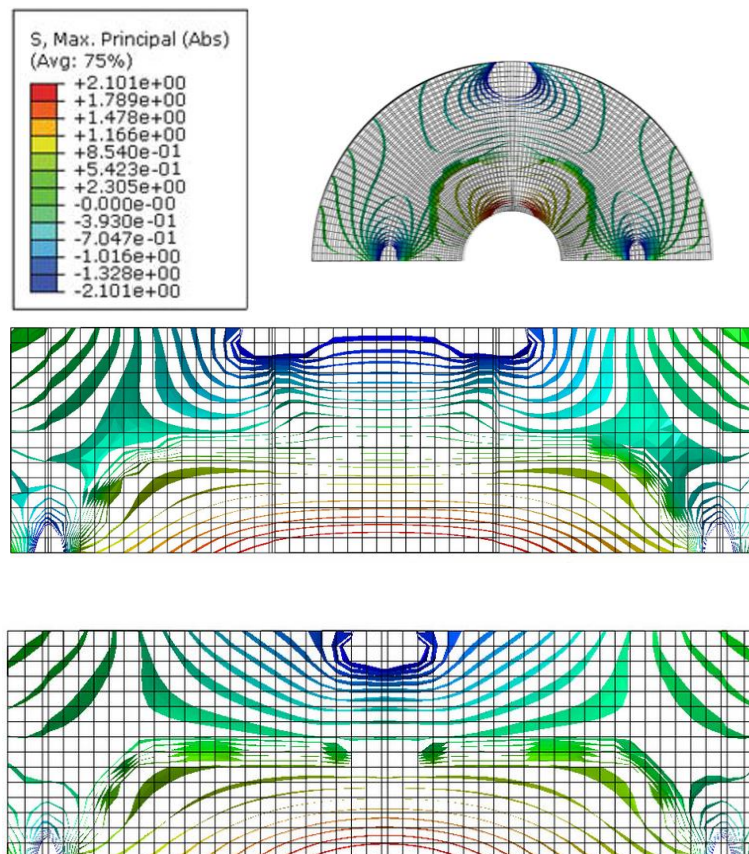 S, Max. Principal (Abs)
(Avg: 75%)
+2.101e+00
+1.789e+00
+1.478e+00
+1.166e+00
+8.540e-01
+5.423e-01
+2.305e+00
-0.000e-00
-3.930e-01
-7.047e-01
-1.016e+00
-1.328e+00
-2.101e+00